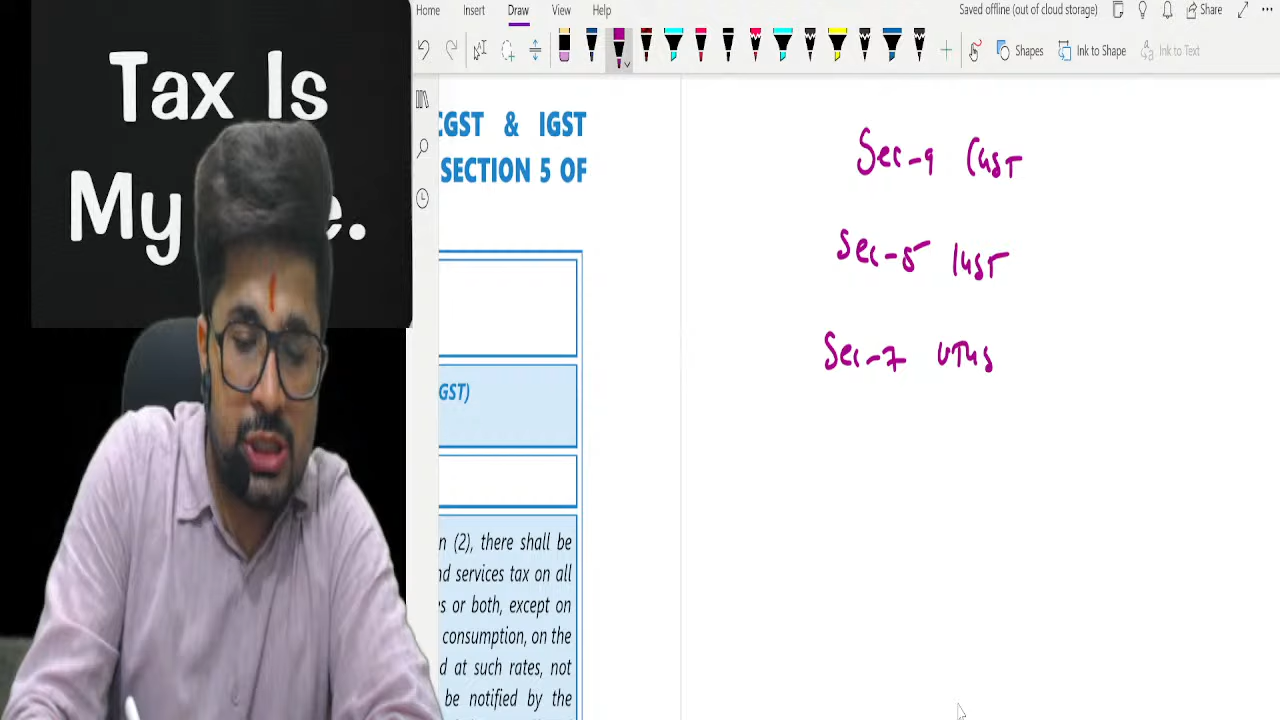 Home Insert Draw View Help
Saved offline (out of cloud storage)
Share
Shapes
Ink to Shape
Ink to Text
Tax Is
My e.
CGST & IGST
SECTION 5 OF
GST)
n (2), there shall be
nd services tax on all
s or both, except on
consumption, on the
d at such rates, not
be notified by the
Sec-9 CGST
Sec-5 IGST
Sec-7 UTGS